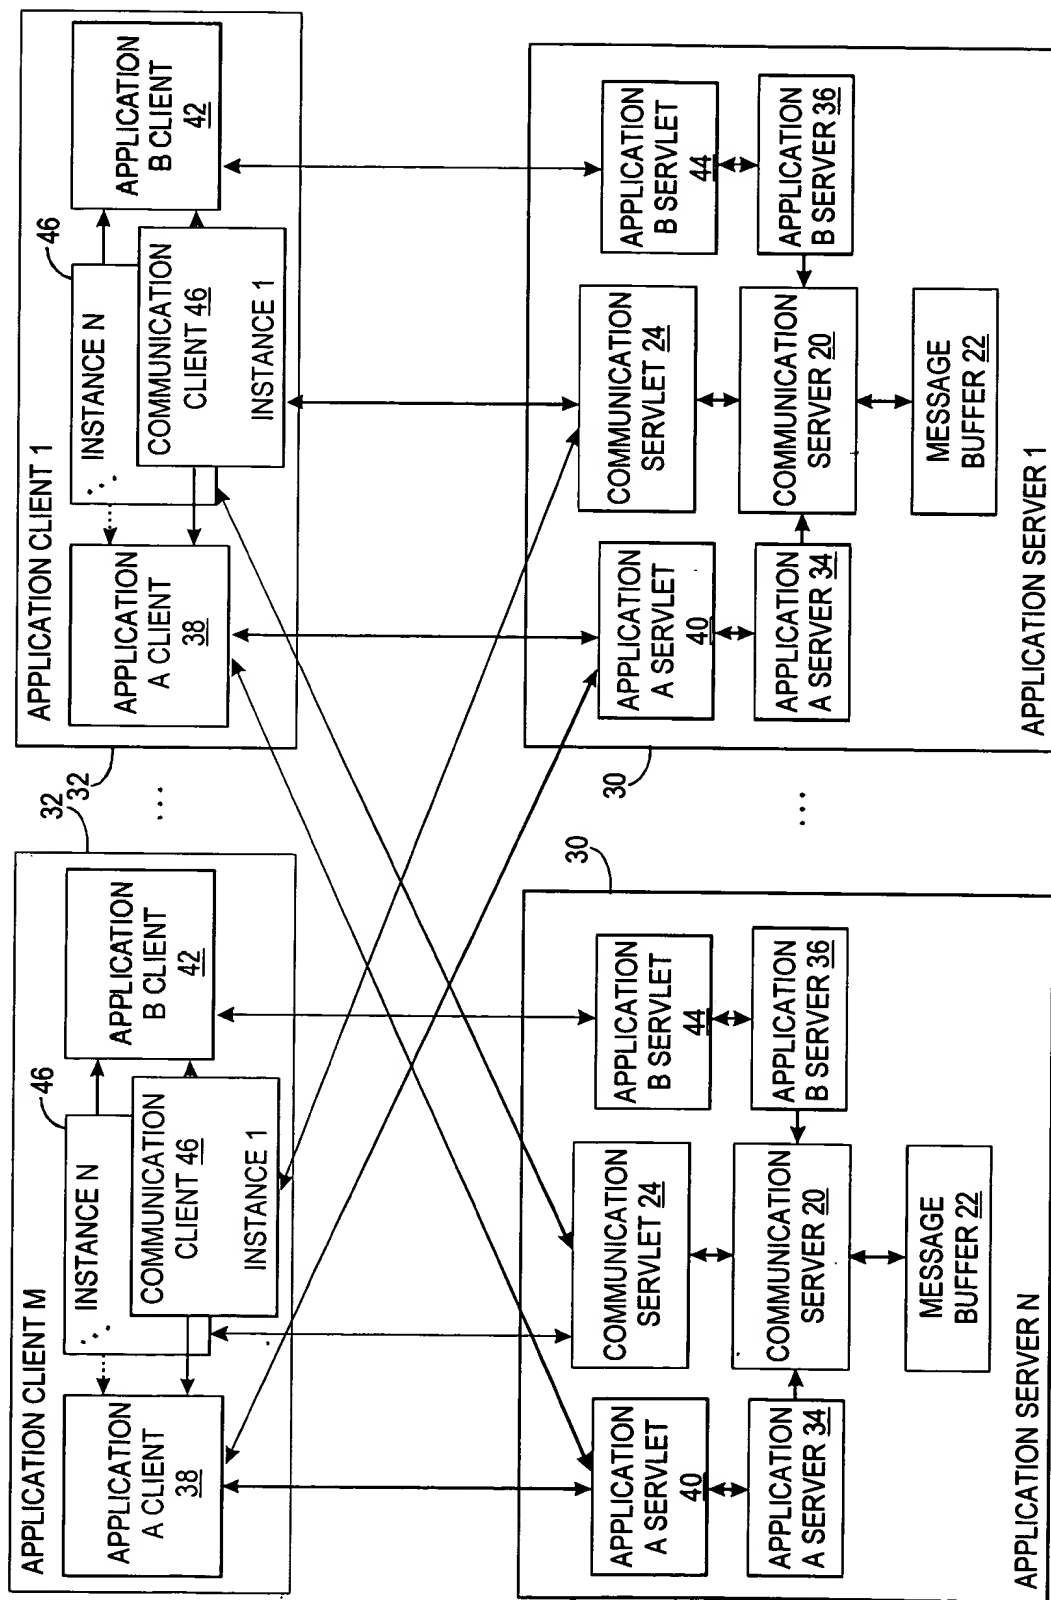 APPLICATION CLIENT M
32
APPLICATION
A CLIENT
38
INSTANCE N
46
COMMUNICATION
CLIENT 46
INSTANCE 1
APPLICATION
B CLIENT
42
...
APPLICATION CLIENT 1
32
APPLICATION
A CLIENT
38
INSTANCE N
46
COMMUNICATION
CLIENT 46
INSTANCE 1
APPLICATION
B CLIENT
42
30
APPLICATION
A SERVLET
40
COMMUNICATION
SERVLET 24
APPLICATION
B SERVLET
44
APPLICATION
A SERVER 34
COMMUNICATION
SERVER 20
APPLICATION
B SERVER 36
MESSAGE
BUFFER 22
APPLICATION SERVER N
...
30
APPLICATION
A SERVLET
40
COMMUNICATION
SERVLET 24
APPLICATION
B SERVLET
44
APPLICATION
A SERVER 34
COMMUNICATION
SERVER 20
APPLICATION
B SERVER 36
MESSAGE
BUFFER 22
APPLICATION SERVER 1